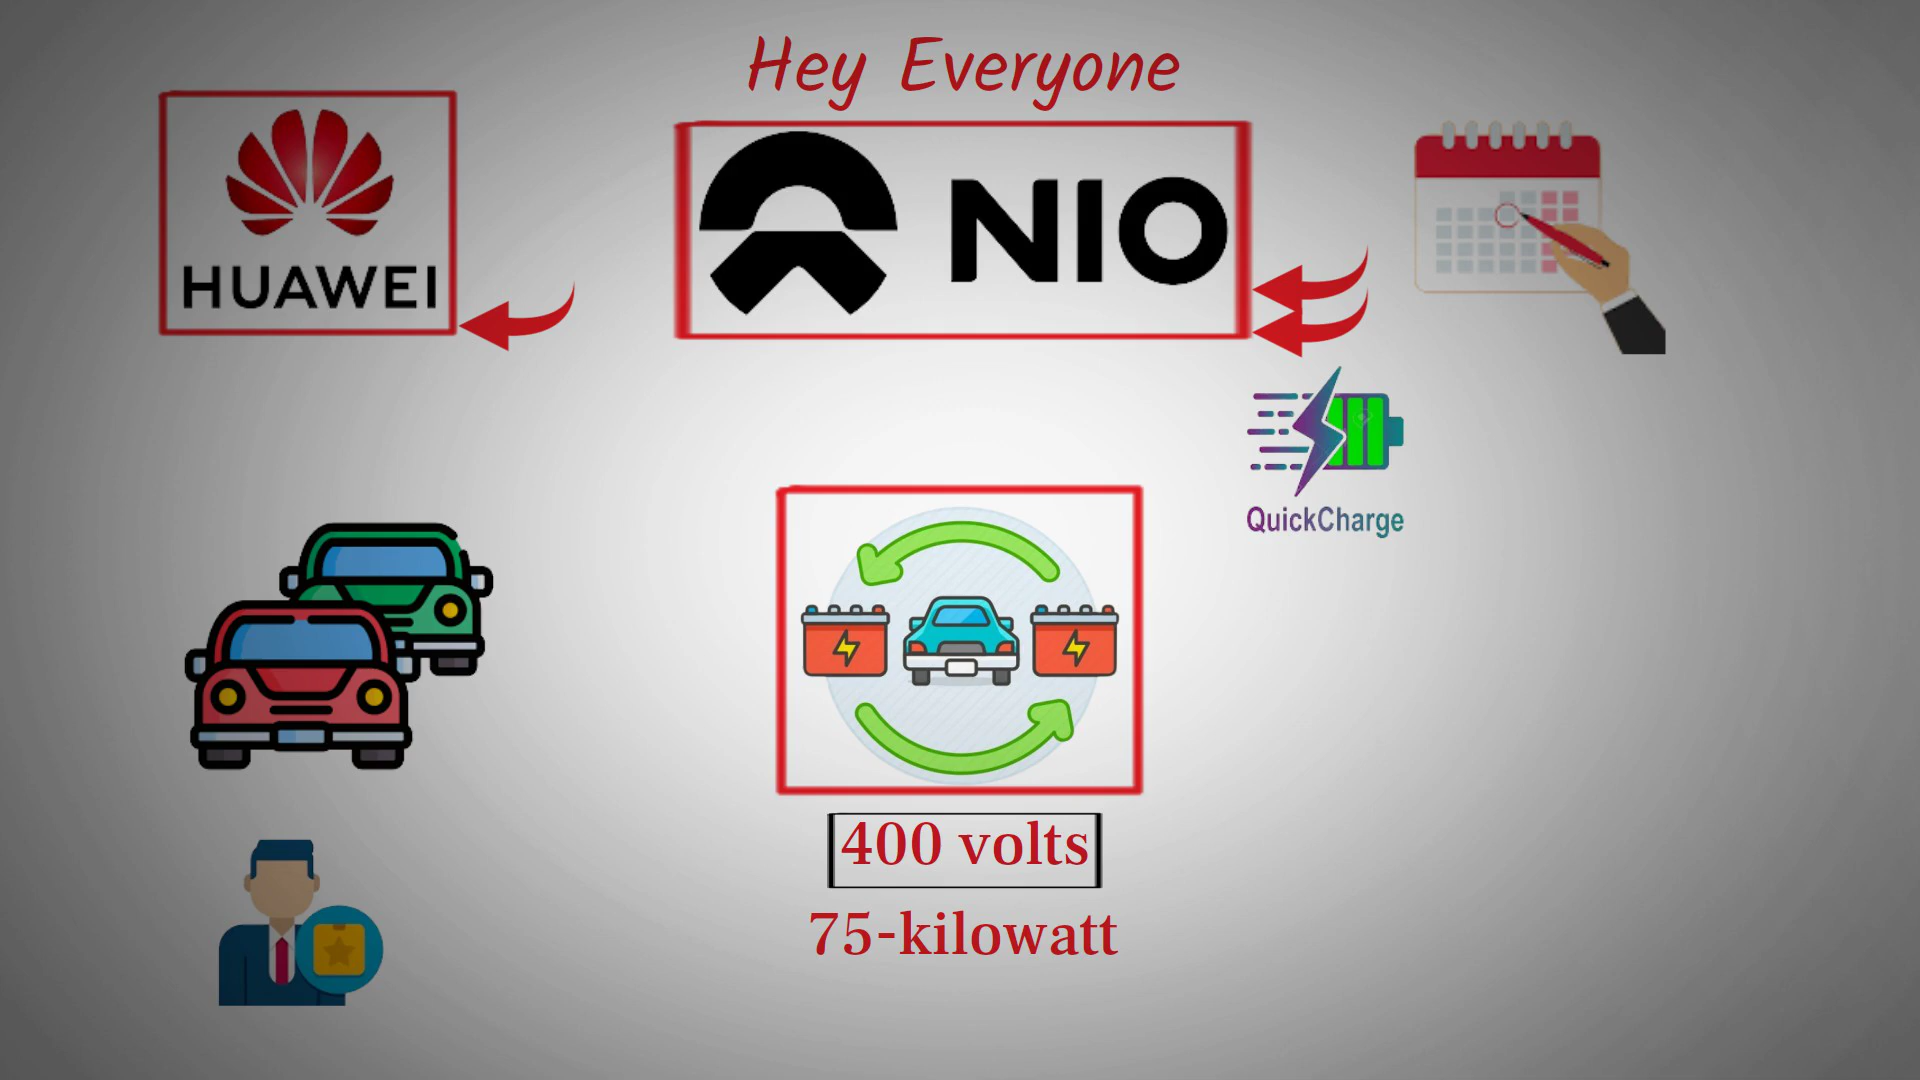 Hey Everyone
HUAWEI
NIO
QuickCharge
400 volts
75-kilowatt